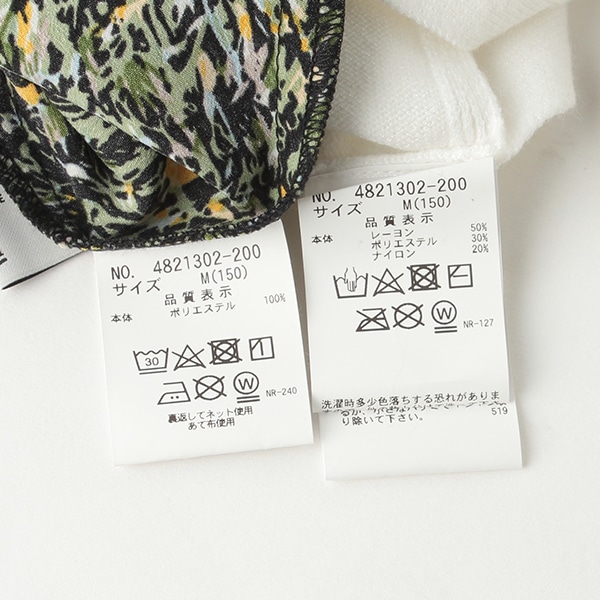 NO. 4821302-200
サイズ M(150)
品質表示
本体 ポリエステル 100%
30
W
NR-240
裏返してネット使用
あて布使用
NO. 4821302-200
サイズ M(150)
品質表示
本体 レーヨン 50%
ポリエステル 30%
ナイロン 20%
W
NR-127
洗濯時多少色落ちする恐れがありま
り除いて下さい。
519